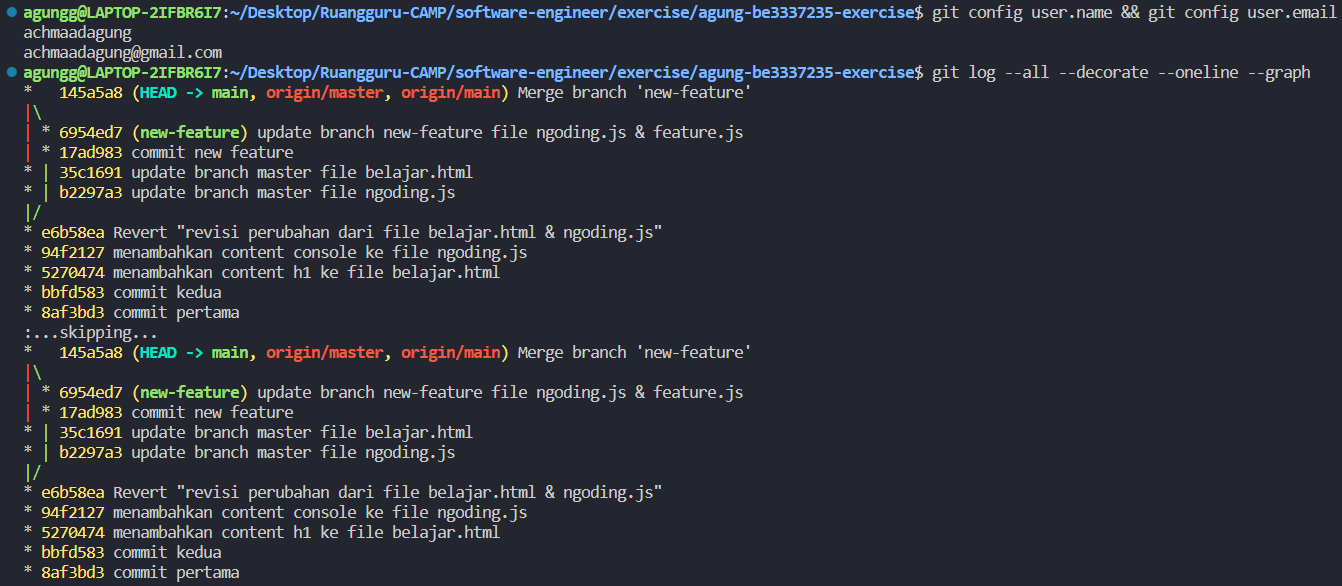 agungg@LAPTOP-2IFBR6I7:~/Desktop/Ruangguru-CAMP/software-engineer/exercise/agung-be3337235-exercise$ git config user.name && git config user.email
achmaadagung
achmaadagung@gmail.com
agungg@LAPTOP-2IFBR6I7:~/Desktop/Ruangguru-CAMP/software-engineer/exercise/agung-be3337235-exercise$ git log --all --decorate --oneline --graph
*   145a5a8 (HEAD -> main, origin/master, origin/main) Merge branch 'new-feature'
|\
| * 6954ed7 (new-feature) update branch new-feature file ngoding.js & feature.js
| * 17ad983 commit new feature
* | 35c1691 update branch master file belajar.html
* | b2297a3 update branch master file ngoding.js
|/
* e6b58ea Revert "revisi perubahan dari file belajar.html & ngoding.js"
* 94f2127 menambahkan content console ke file ngoding.js
* 5270474 menambahkan content h1 ke file belajar.html
* bbfd583 commit kedua
* 8af3bd3 commit pertama
:...skipping...
*   145a5a8 (HEAD -> main, origin/master, origin/main) Merge branch 'new-feature'
|\
| * 6954ed7 (new-feature) update branch new-feature file ngoding.js & feature.js
| * 17ad983 commit new feature
* | 35c1691 update branch master file belajar.html
* | b2297a3 update branch master file ngoding.js
|/
* e6b58ea Revert "revisi perubahan dari file belajar.html & ngoding.js"
* 94f2127 menambahkan content console ke file ngoding.js
* 5270474 menambahkan content h1 ke file belajar.html
* bbfd583 commit kedua
* 8af3bd3 commit pertama